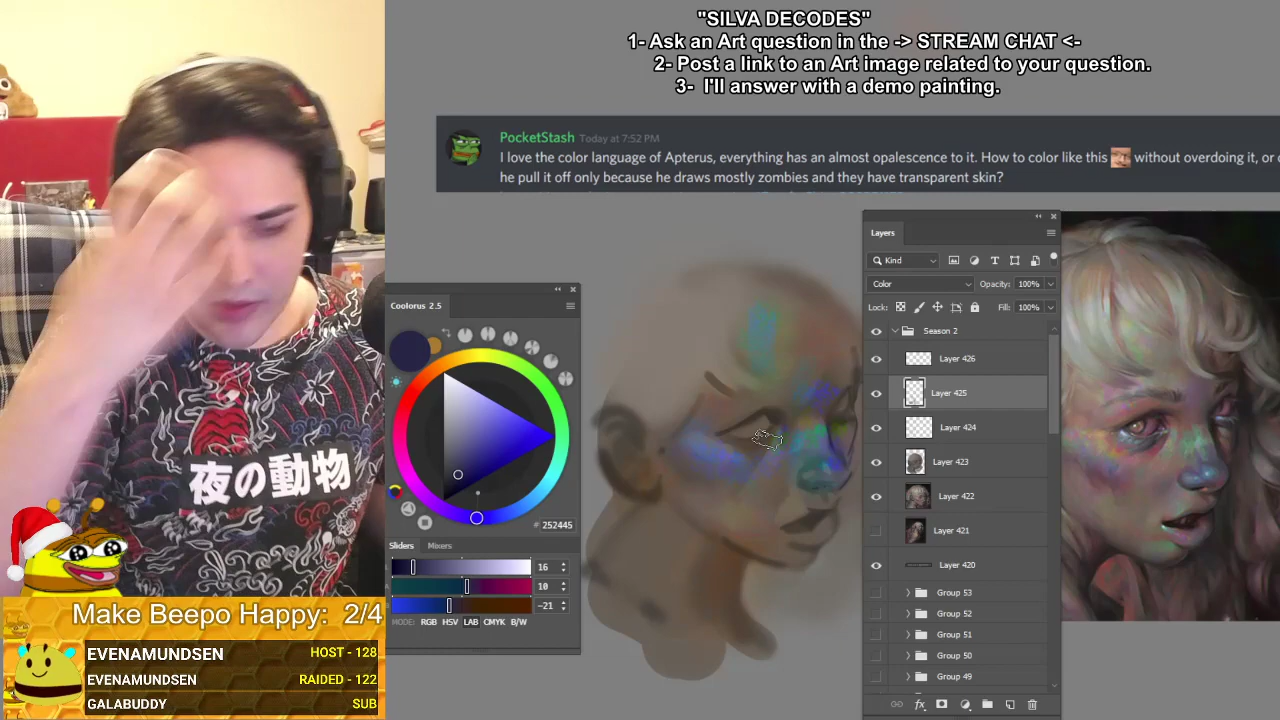 "SILVA DECODES"
1- Ask an Art question in the -> STREAM CHAT <-
2- Post a link to an Art image related to your question.
3- I'll answer with a demo painting.
PocketStash Today at 7:52 PM
I love the color language of Apterus, everything has an almost opalescence to it. How to color like this without overdoing it, or
he pull it off only because he draws mostly zombies and they have transparent skin?
Layers
Kind
Color Opacity: 100%
Lock: Fill: 100%
Season 2
Layer 426
Layer 425
Layer 424
Layer 423
Layer 422
Layer 421
Layer 420
Group 53
Group 52
Group 51
Group 50
Group 49
Coolorus 2.5
# 252445
Sliders Mixers
16
10
-21
MODE: RGB HSV LAB CMYK B/W
夜の動物
Make Beepo Happy: 2/4
EVENAMUNDSEN HOST - 128
EVENAMUNDSEN RAIDED - 122
GALABUDDY SUB